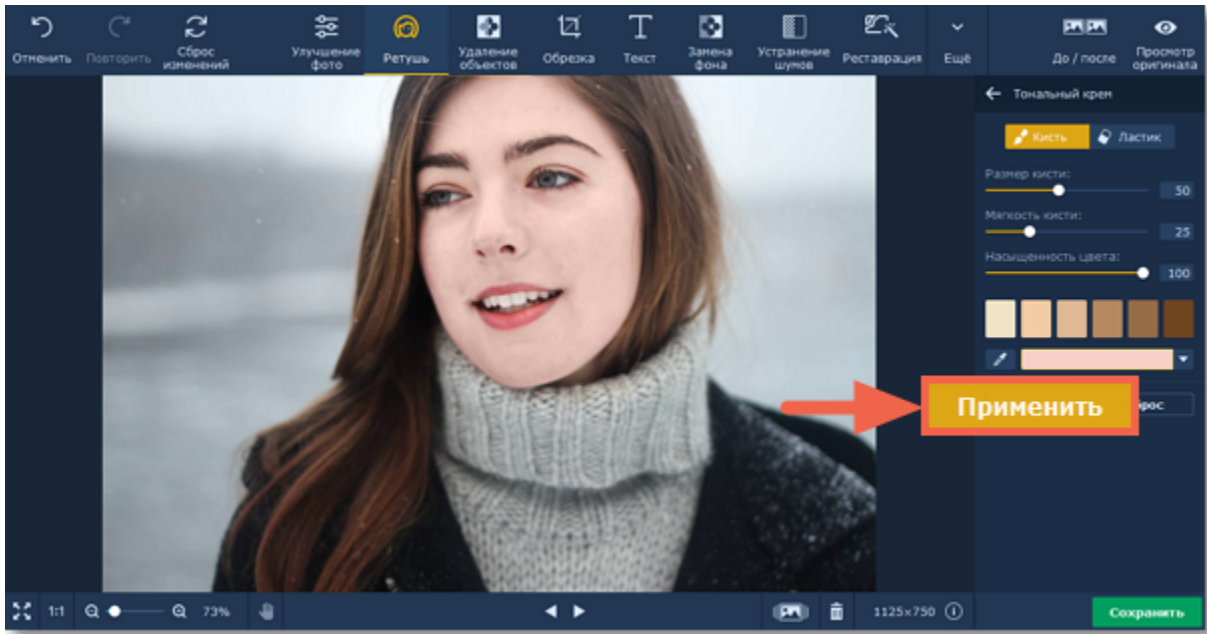 Отменить
Повторить
Сброс
изменений
Улучшение
фото
Ретушь
Удаление
объектов
Обрезка
Текст
Замена
фона
Устранение
шумов
Реставрация
Ещё
До / после
Просмотр
оригинала
Тональный крем
Кисть
Ластик
Размер кисти:
50
Мягкость кисти:
25
Насыщенность цвета:
100
Применить
рос
1:1
73%
1125×750
Сохранить